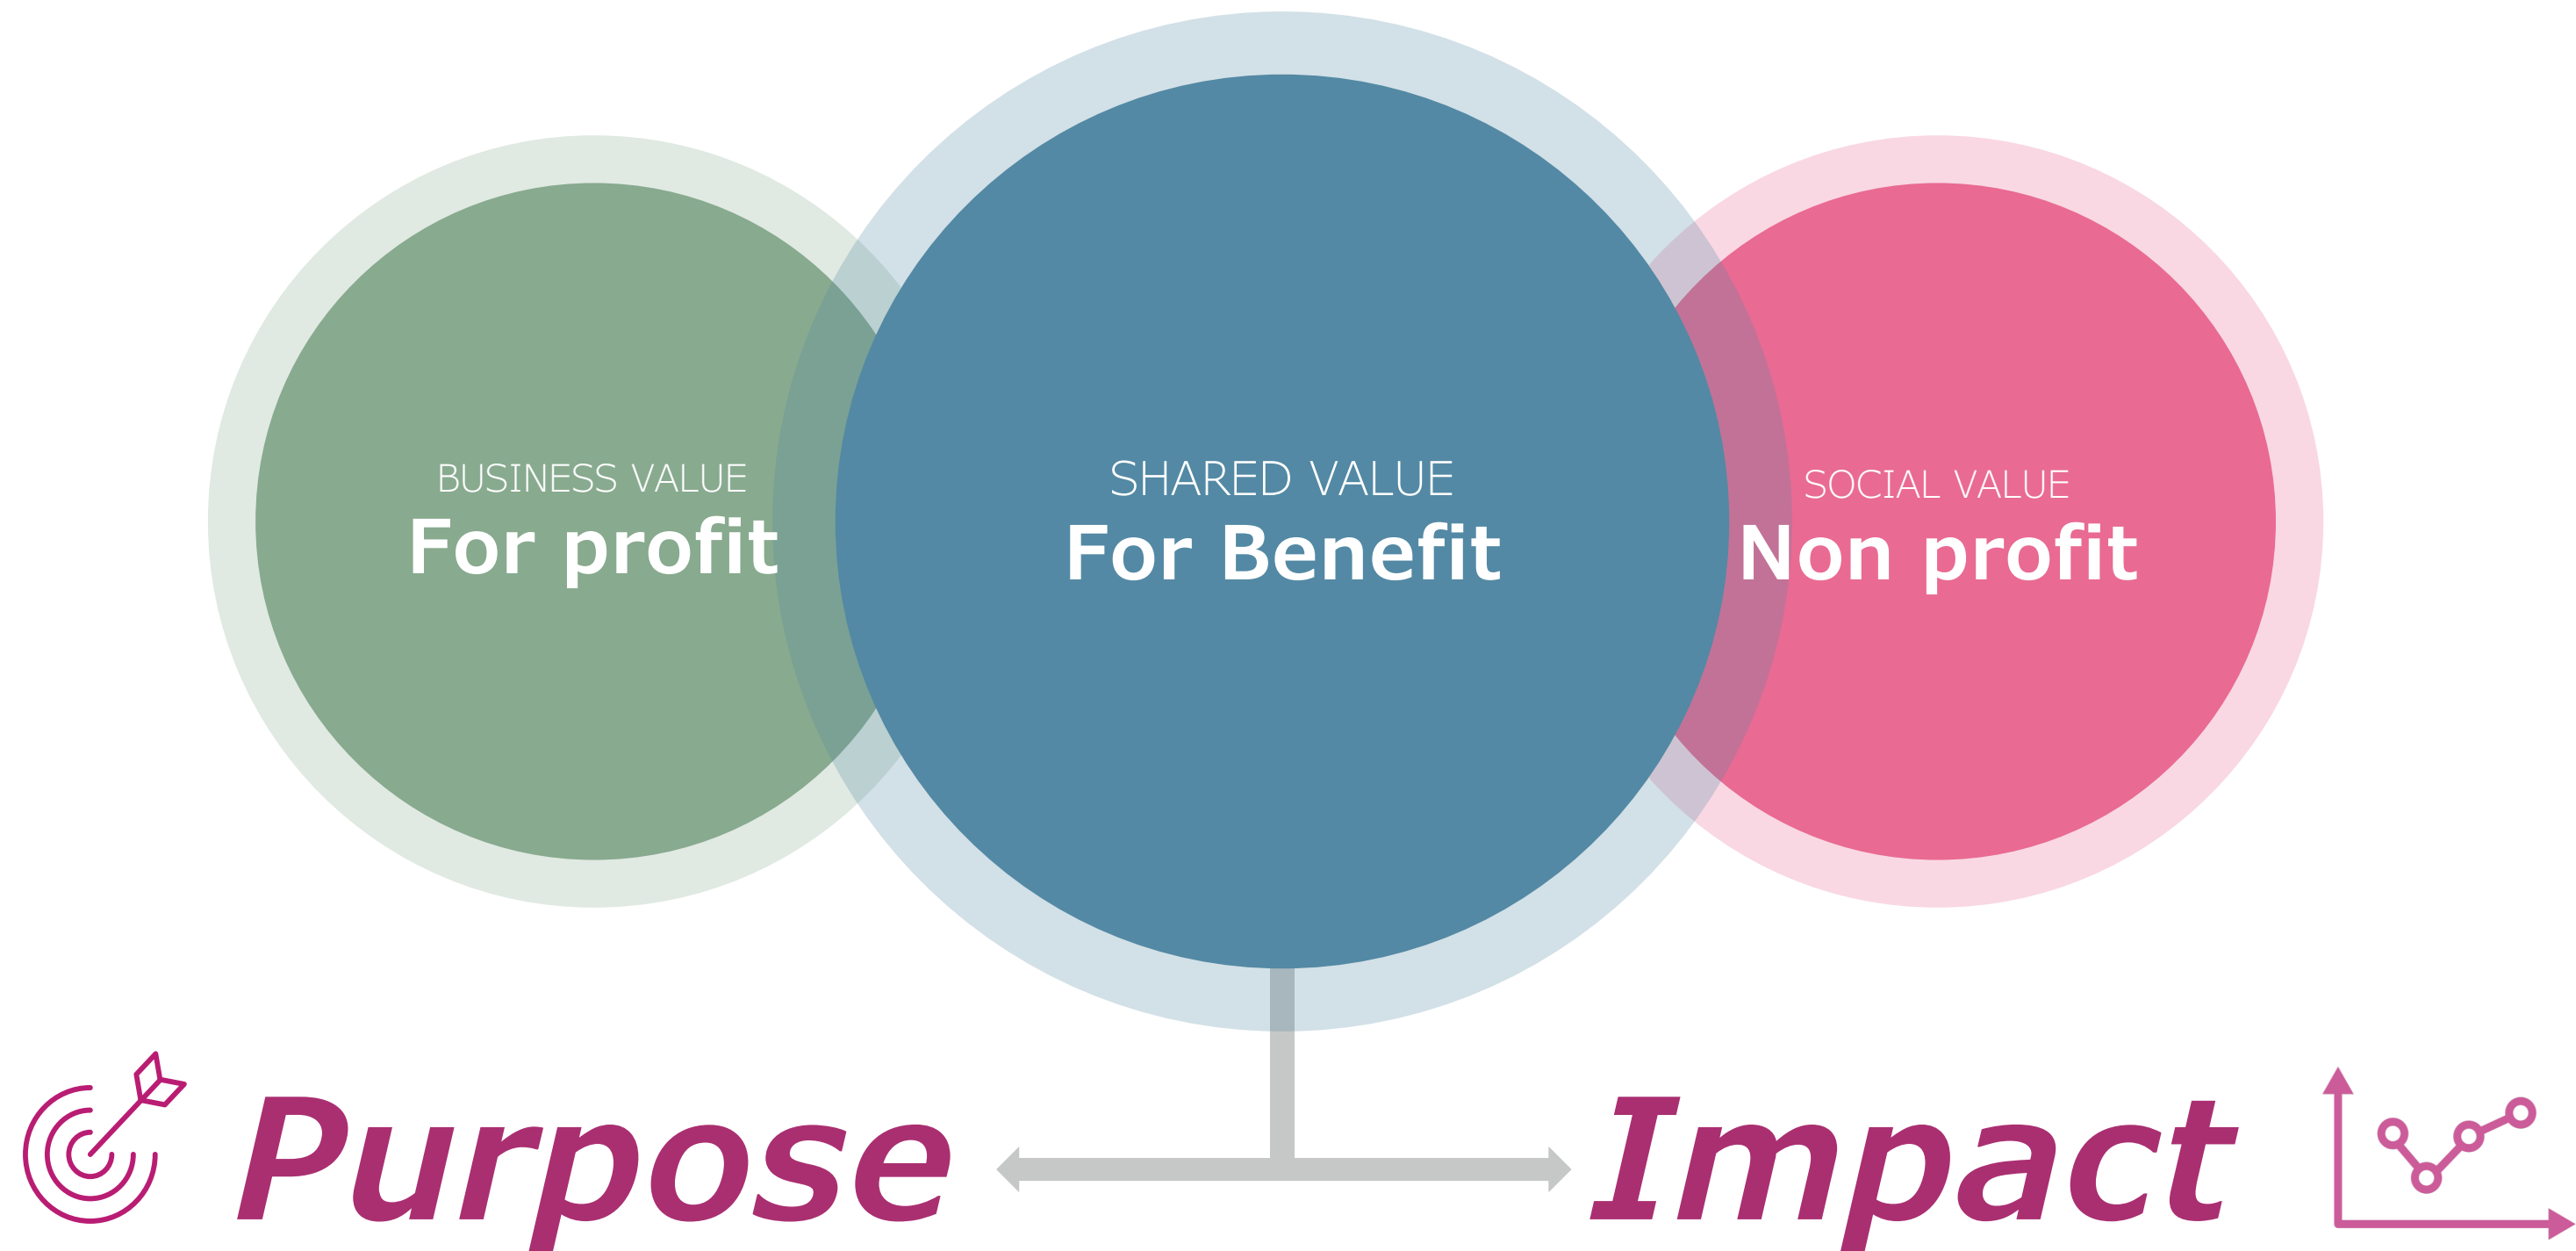 BUSINESS VALUE
For profit
SHARED VALUE
For Benefit
SOCIAL VALUE
Non profit
Purpose
Impact